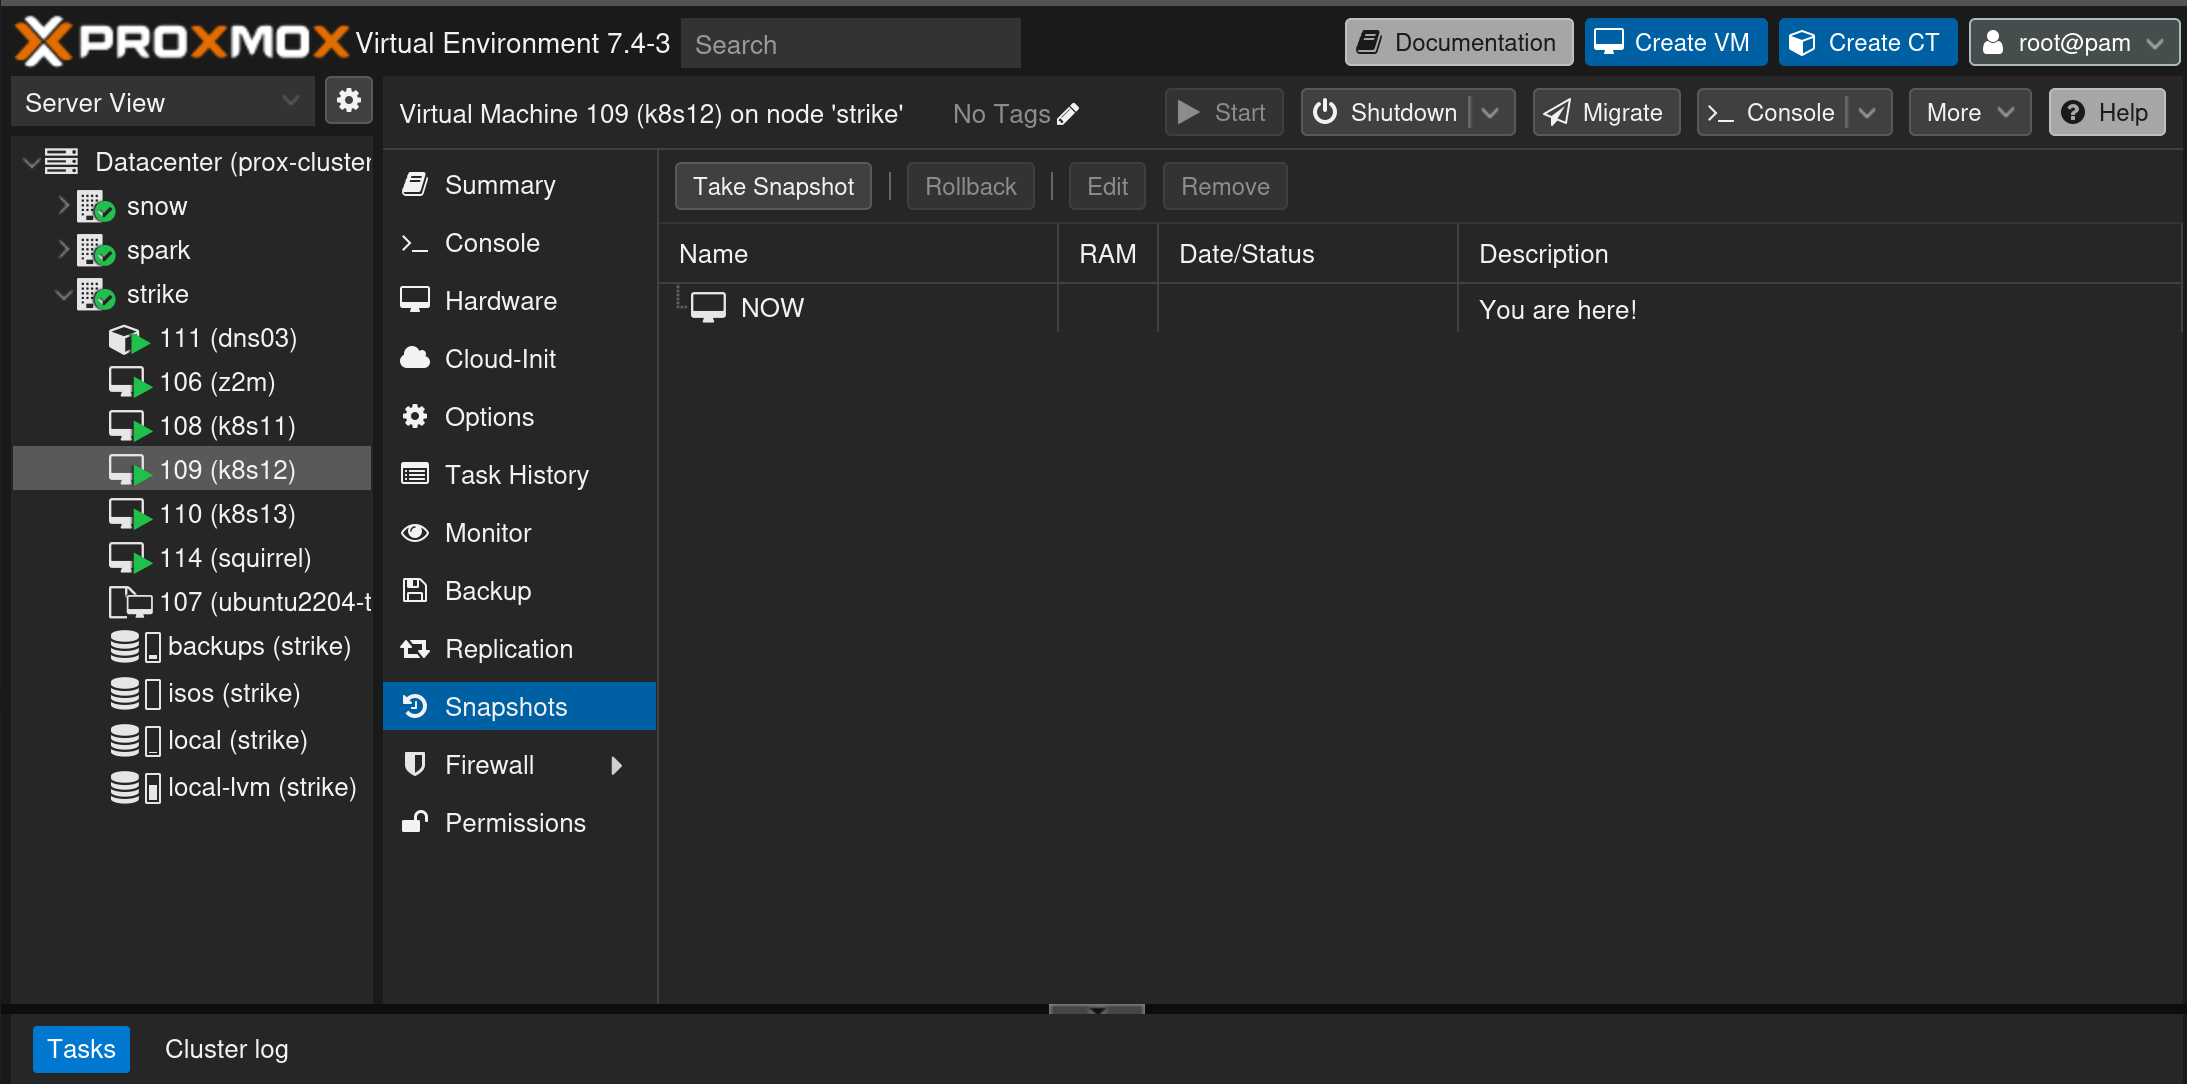 PROXMOX Virtual Environment 7.4-3 Search Documentation Create VM Create CT root@pam
Server View
Datacenter (prox-cluster
snow
spark
strike
111 (dns03)
106 (z2m)
108 (k8s11)
109 (k8s12)
110 (k8s13)
114 (squirrel)
107 (ubuntu2204-t
backups (strike)
isos (strike)
local (strike)
local-lvm (strike)
Virtual Machine 109 (k8s12) on node 'strike' No Tags Start Shutdown Migrate Console More Help
Summary
Console
Hardware
Cloud-Init
Options
Task History
Monitor
Backup
Replication
Snapshots
Firewall
Permissions
Take Snapshot Rollback Edit Remove
Name RAM Date/Status Description
NOW You are here!
Tasks Cluster log